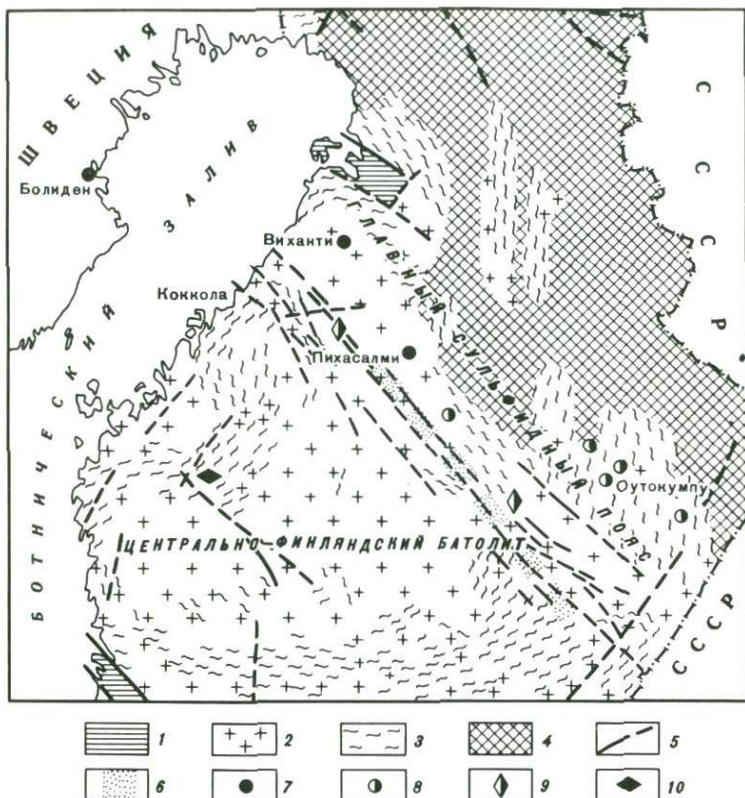 ШВЕЦИЯ
Болиден
БОТНИЧЕСКИЙ ЗАЛИВ
СССР
Виханти
Коккола
Пихасалми
ГЛАВНЫЙ СУЛЬФИДНЫЙ ПОЯС
Оутокумпу
ЦЕНТРАЛЬНО-ФИНЛЯНДСКИЙ БАТОЛИТ
СССР
1 2 3 4 5
6 7 8 9 10